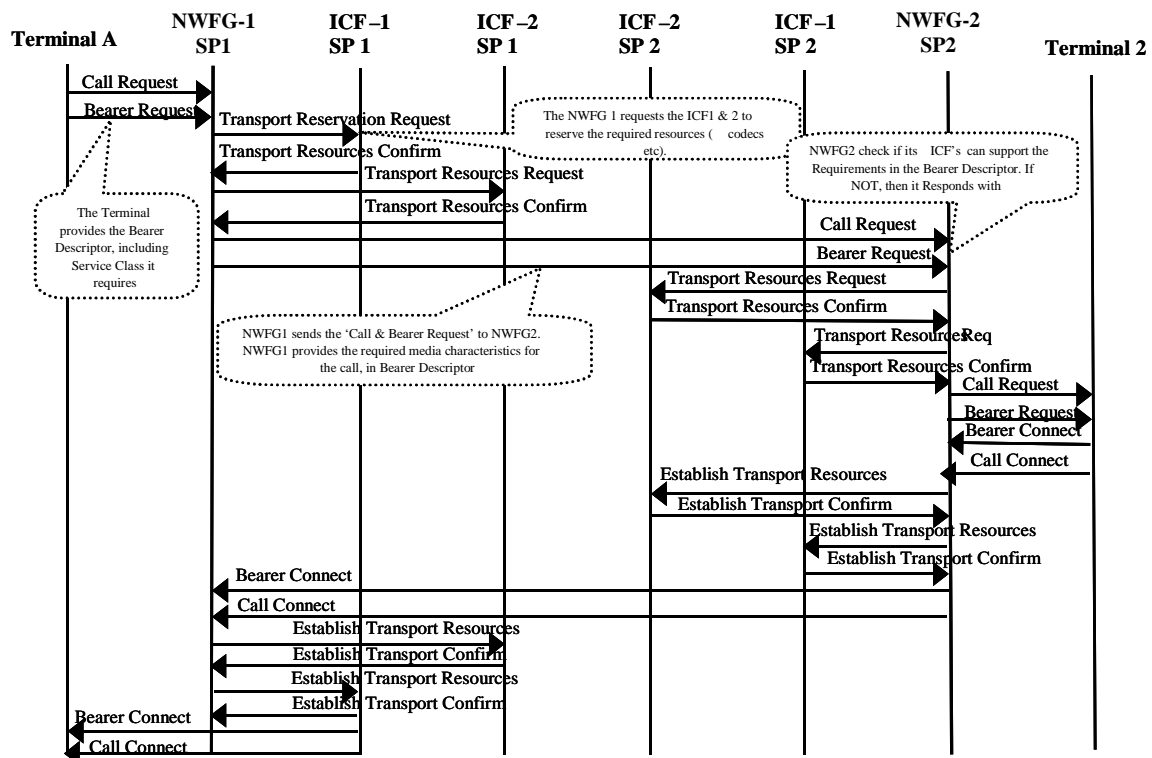 NWFG-1 ICF–1 ICF–2 ICF–2 ICF–1 NWFG-2
Terminal A SP1 SP 1 SP 1 SP 2 SP 2 SP2 Terminal 2
Call Request
Bearer Request
Transport Reservation Request
The NWFG 1 requests the ICF1 & 2 to
reserve the required resources ( codecs
etc).
Transport Resources Confirm
Transport Resources Request
NWFG2 check if its ICF's can support the
Requirements in the Bearer Descriptor. If
NOT, then it Responds with
The Terminal
provides the Bearer
Descriptor, including
Service Class it
requires
Transport Resources Confirm
Call Request
Bearer Request
Transport Resources Request
Transport Resources Confirm
NWFG1 sends the ‘Call & Bearer Request’ to NWFG2.
NWFG1 provides the required media characteristics for
the call, in Bearer Descriptor
Transport Resources Req
Transport Resources Confirm
Call Request
Bearer Request
Bearer Connect
Call Connect
Establish Transport Resources
Establish Transport Confirm
Establish Transport Resources
Establish Transport Confirm
Bearer Connect
Call Connect
Establish Transport Resources
Establish Transport Confirm
Establish Transport Resources
Establish Transport Confirm
Bearer Connect
Call Connect